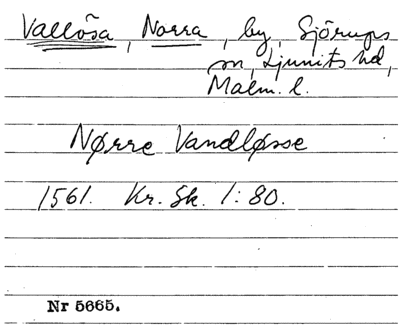 Vallösa, Norra, by, Sjörups
sn, Ljunits hd,
Malm. l.
Nørre Vandløsse
1561. Kr. Sk. 1:80.
Nr 5665.